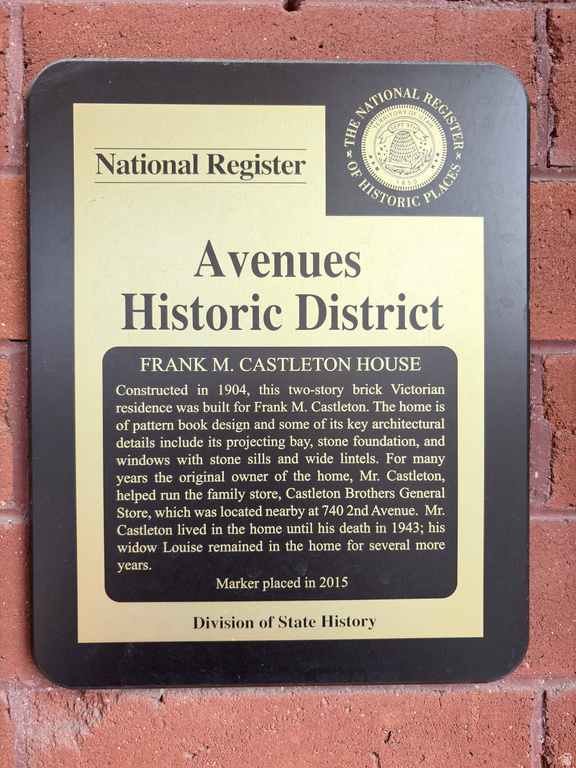 National Register
THE NATIONAL REGISTER
OF HISTORIC PLACES
TERRITORY OF UTAH
SEPT 9TH
1850
Avenues
Historic District
FRANK M. CASTLETON HOUSE
Constructed in 1904, this two-story brick Victorian
residence was built for Frank M. Castleton. The home is
of pattern book design and some of its key architectural
details include its projecting bay, stone foundation, and
windows with stone sills and wide lintels. For many
years the original owner of the home, Mr. Castleton,
helped run the family store, Castleton Brothers General
Store, which was located nearby at 740 2nd Avenue. Mr.
Castleton lived in the home until his death in 1943; his
widow Louise remained in the home for several more
years.
Marker placed in 2015
Division of State History